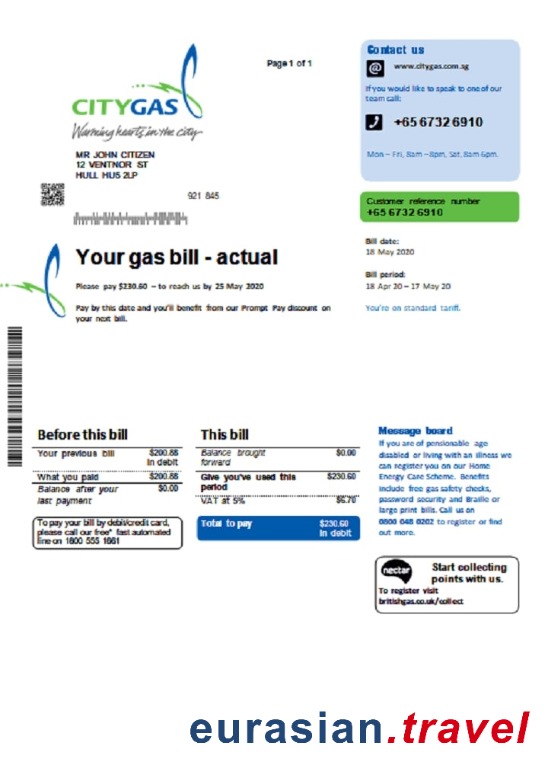 Page 1 of 1
CITYGAS
Warming hearts in the city
MR JOHN CITIZEN
12 VENTNOR ST
HULL HU5 2LP
921 845
Contact us
@
www.citygas.com.sg
If you would like to speak to one of our
team call:
+65 6732 6910
Mon – Fri, 8am –8pm, Sat, 8am 6pm.
Customer reference number
+65 6732 6910
Your gas bill - actual
Please pay $230.60 – to reach us by 25 May 2020
Pay by this date and you'll benefit from our Prompt Pay discount on
your next bill.
Bill date:
18 May 2020
Bill period:
18 Apr 20 – 17 May 20
You're on standard tariff.
Before this bill
Your previous bill $200.88
in debit
What you paid $200.88
Balance after your $0.00
last payment
To pay your bill by debit/credit card,
please call our free* fast automated
line on 1800 555 1661
This bill
Balance brought $0.00
forward
Give you've used this $230.60
period
VAT at 5% $6.70
Total to pay $230.60
in debit
Message board
If you are of pensionable age
disabled or living with an illness we
can register you on our Home
Energy Care Scheme. Benefits
include free gas safety checks,
password security and Braille or
large print bills. Call us on
0800 048 0202 to register or find
out more.
nectar
Start collecting
points with us.
To register visit
britishgas.co.uk/collect
eurasian.travel